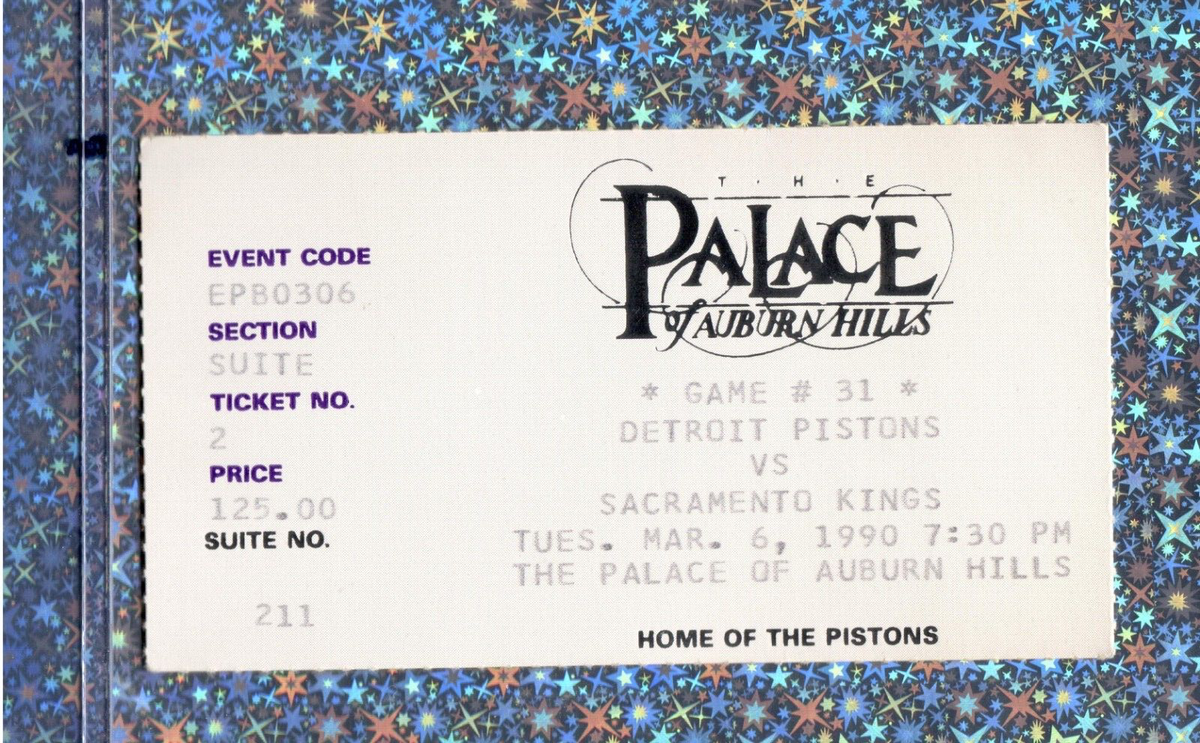 EVENT CODE
EPB0306
SECTION
SUITE
TICKET NO.
2
PRICE
125.00
SUITE NO.
211
T·H·E
PALACE
of AUBURN HILLS
* GAME # 31 *
DETROIT PISTONS
VS
SACRAMENTO KINGS
TUES. MAR. 6, 1990 7:30 PM
THE PALACE OF AUBURN HILLS
HOME OF THE PISTONS